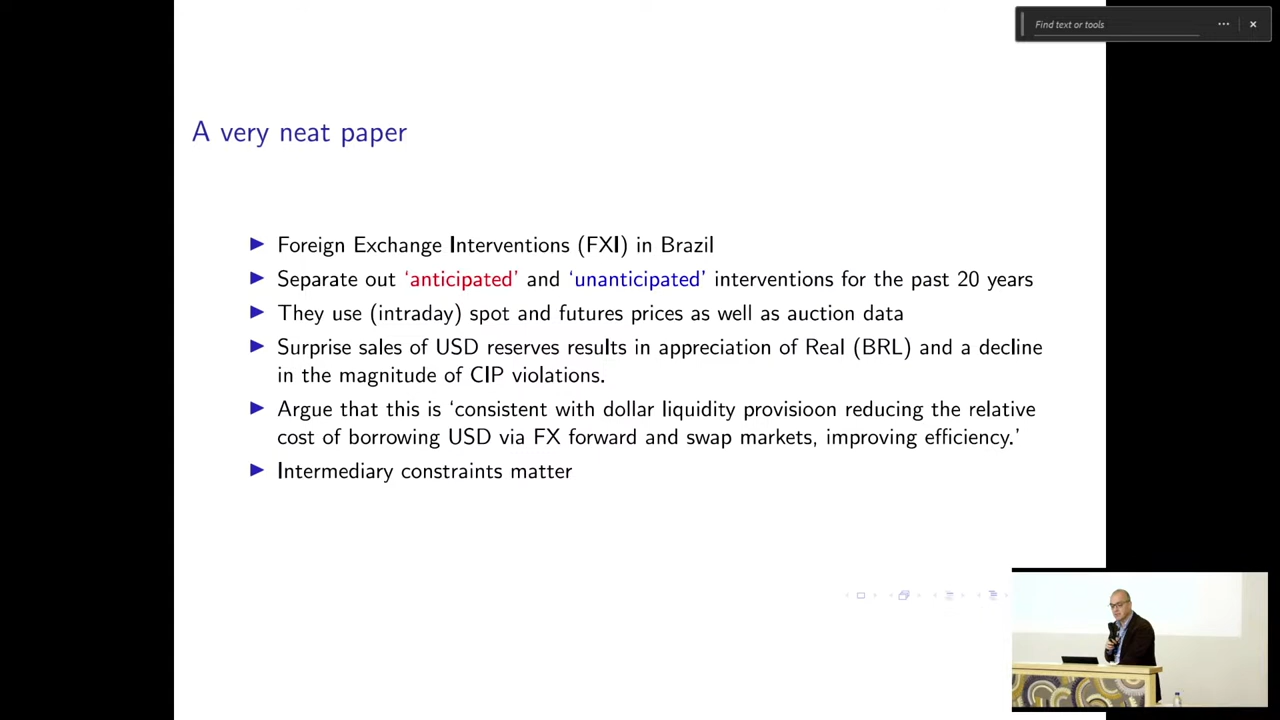 Find text or tools
A very neat paper
Foreign Exchange Interventions (FXI) in Brazil
Separate out ‘anticipated’ and ‘unanticipated’ interventions for the past 20 years
They use (intraday) spot and futures prices as well as auction data
Surprise sales of USD reserves results in appreciation of Real (BRL) and a decline
in the magnitude of CIP violations.
Argue that this is ‘consistent with dollar liquidity provisioon reducing the relative
cost of borrowing USD via FX forward and swap markets, improving efficiency.’
Intermediary constraints matter